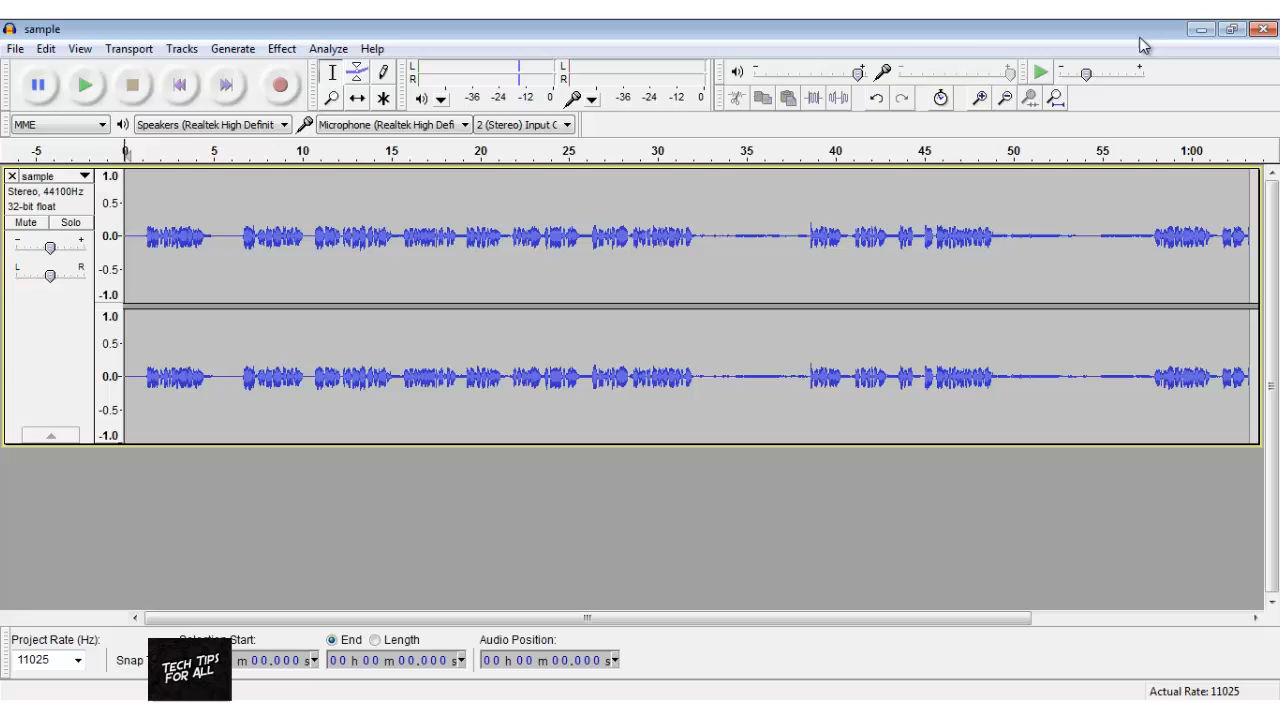 sample
File Edit View Transport Tracks Generate Effect Analyze Help
L
R
-36 -24 -12 0
L
R
-36 -24 -12 0
- +
- +
- +
MME Speakers (Realtek High Definit Microphone (Realtek High Defi 2 (Stereo) Input C
-5 0 5 10 15 20 25 30 35 40 45 50 55 1:00
sample
Stereo, 44100Hz
32-bit float
Mute Solo
- +
L R
1.0
0.5
0.0
-0.5
-1.0
1.0
0.5
0.0
-0.5
-1.0
Project Rate (Hz): Selection Start: End Length Audio Position:
11025 Snap m 00.000 s 00 h 00 m 00.000 s 00 h 00 m 00.000 s
TECH TIPS
FOR ALL
Actual Rate: 11025